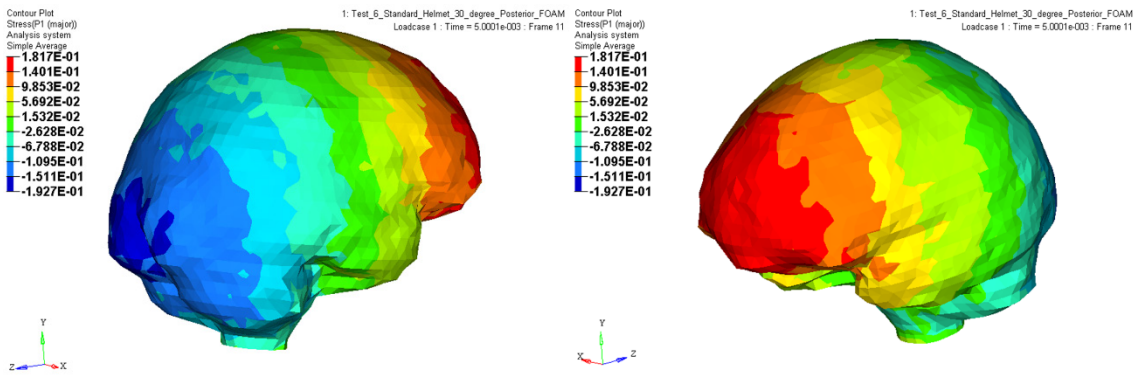 Contour Plot
Stress(P1 (major))
Analysis system
Simple Average
1.817E-01
1.401E-01
9.853E-02
5.692E-02
1.532E-02
-2.628E-02
-6.788E-02
-1.095E-01
-1.511E-01
-1.927E-01
1: Test_6_Standard_Helmet_30_degree_Posterior_FOAM
Loadcase 1 : Time = 5.0001e-003 : Frame 11
Y
Z
X
Contour Plot
Stress(P1 (major))
Analysis system
Simple Average
1.817E-01
1.401E-01
9.853E-02
5.692E-02
1.532E-02
-2.628E-02
-6.788E-02
-1.095E-01
-1.511E-01
-1.927E-01
1: Test_6_Standard_Helmet_30_degree_Posterior_FOAM
Loadcase 1 : Time = 5.0001e-003 : Frame 11
Y
X
Z